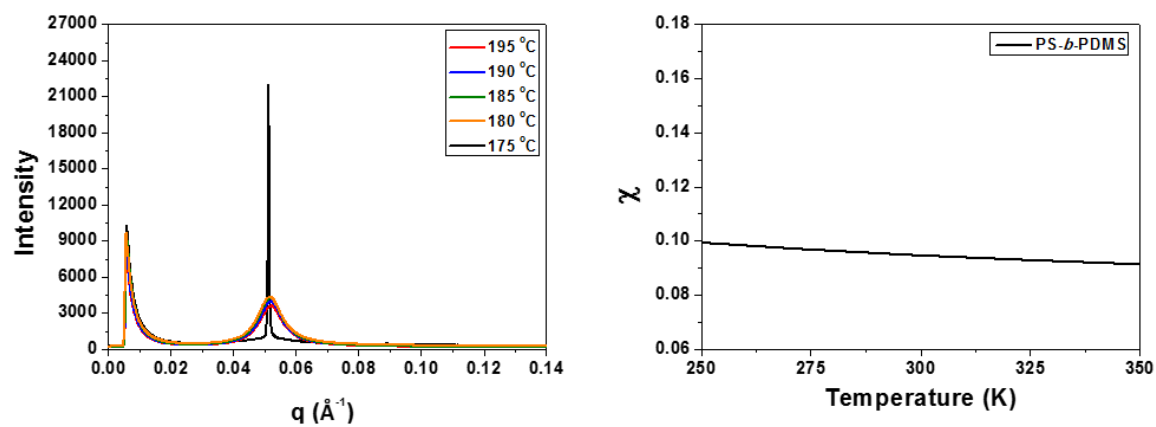 27000
24000
21000
18000
15000
12000
9000
6000
3000
0
Intensity
195 °C
190 °C
185 °C
180 °C
175 °C
0.00 0.02 0.04 0.06 0.08 0.10 0.12 0.14
q (Å⁻¹)
0.18
0.16
0.14
0.12
0.10
0.08
0.06
χ
PS-b-PDMS
250 275 300 325 350
Temperature (K)